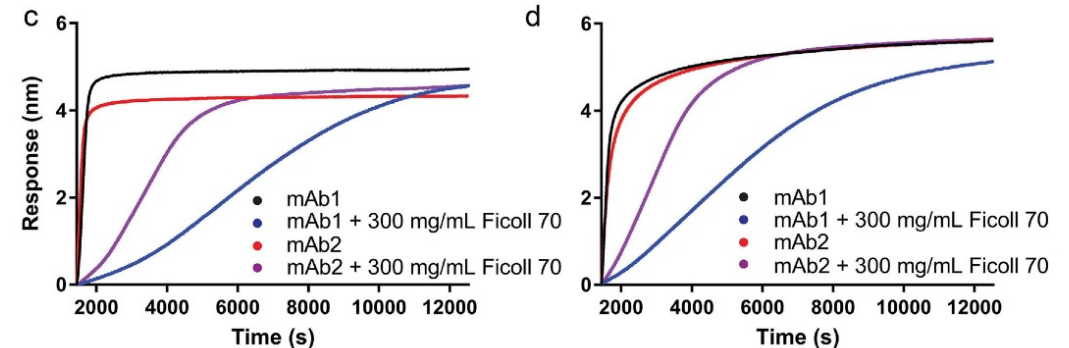 c
6
4
2
0
Response (nm)
2000 4000 6000 8000 10000 12000
Time (s)
mAb1
mAb1 + 300 mg/mL Ficoll 70
mAb2
mAb2 + 300 mg/mL Ficoll 70
d
6
4
2
0
2000 4000 6000 8000 10000 12000
Time (s)
mAb1
mAb1 + 300 mg/mL Ficoll 70
mAb2
mAb2 + 300 mg/mL Ficoll 70